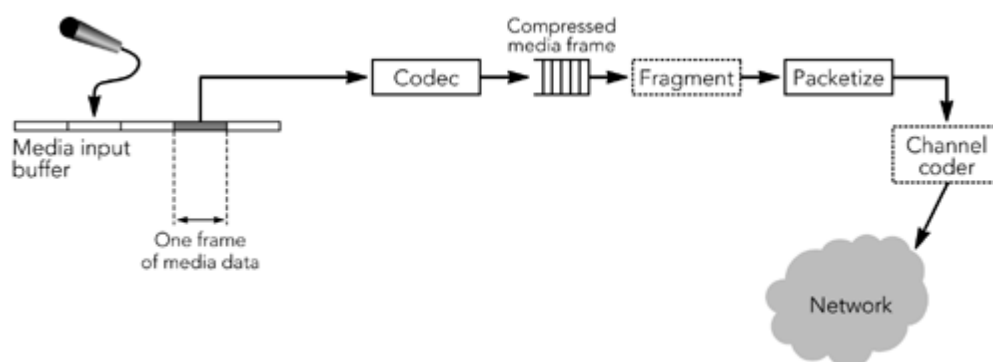 Compressed
media frame
Codec
Fragment
Packetize
Media input
buffer
Channel
coder
One frame
of media data
Network